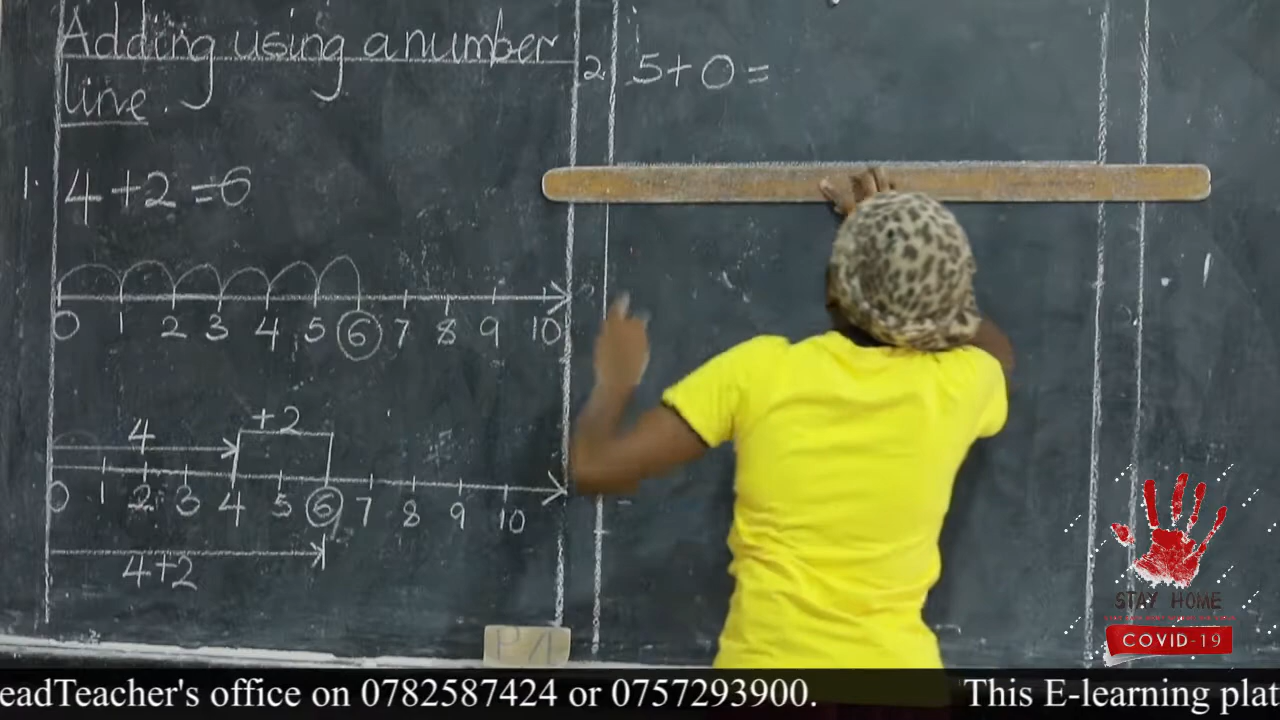 Adding using a number
line.
1. 4+2=6
0 1 2 3 4 5 6 7 8 9 10
4 +2
0 1 2 3 4 5 6 7 8 9 10
4+2
2. 5+0=
P.1
STAY HOME
COVID-19
eadTeacher's office on 0782587424 or 0757293900. This E-learning plat